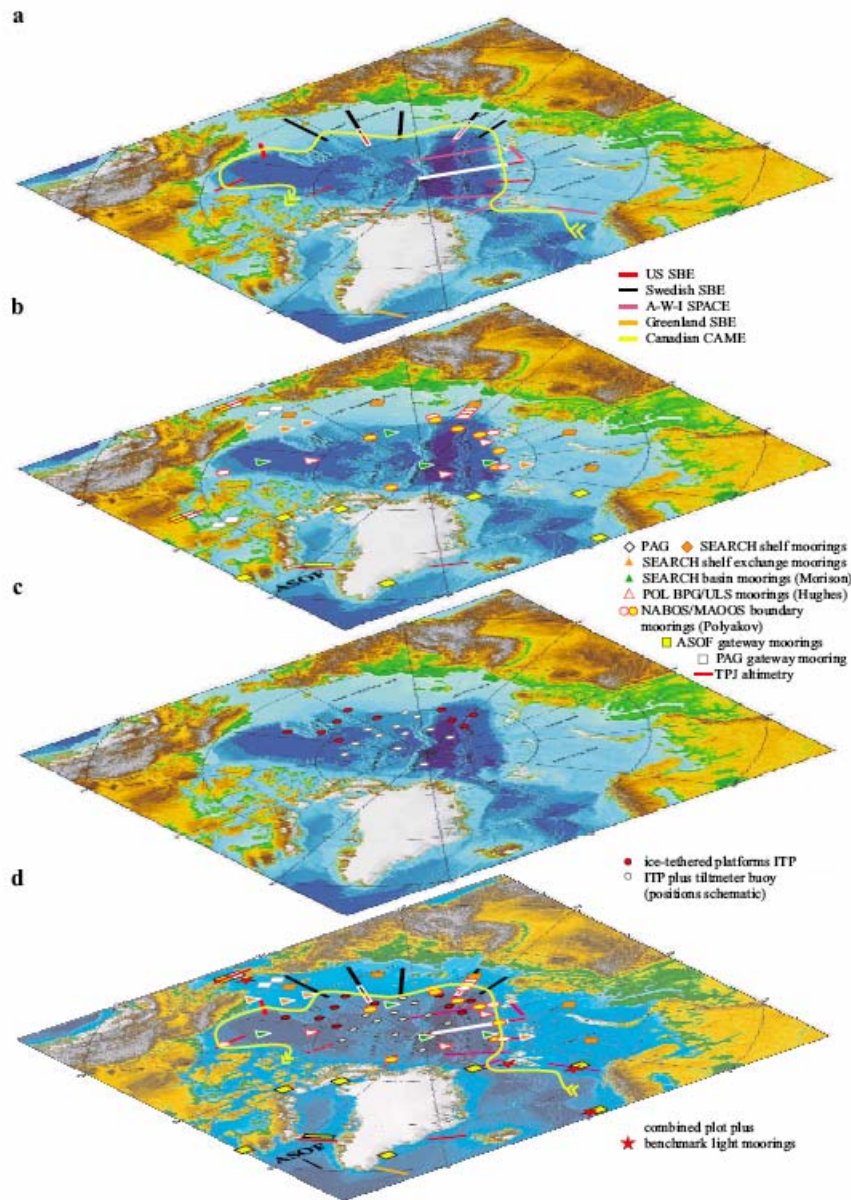 a
US SBE
Swedish SBE
A-W-I SPACE
Greenland SBE
Canadian CAME
b
PAG SEARCH shelf moorings
SEARCH shelf exchange moorings
SEARCH basin moorings (Morison)
POL BPG/ULS moorings (Hughes)
NABOS/MAOOS boundary
moorings (Polyakov)
ASOF gateway moorings
PAG gateway mooring
TPJ altimetry
ASOF
c
ice-tethered platforms ITP
ITP plus tiltmeter buoy
(positions schematic)
d
combined plot plus
benchmark light moorings
ASOF